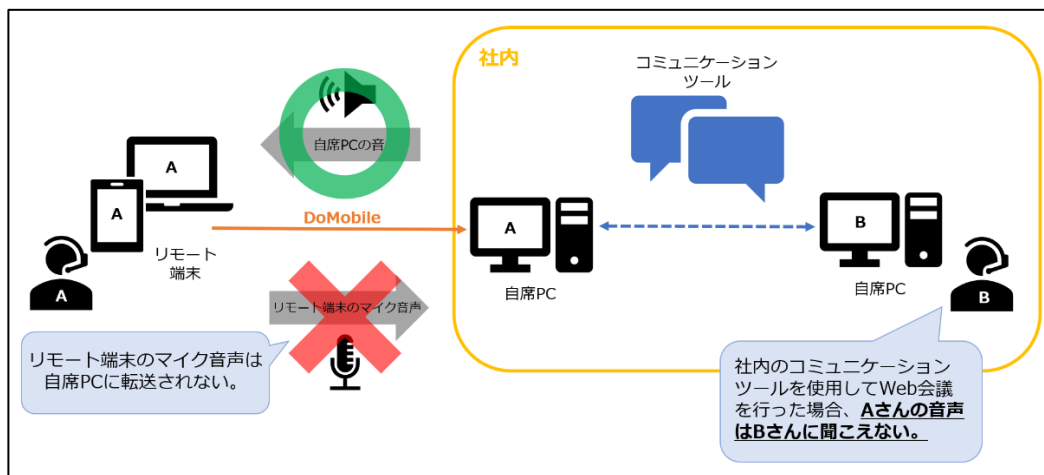 社内
コミュニケーション
ツール
自席PCの音
A
A
リモート
端末
A
DoMobile
A
自席PC
B
自席PC
B
リモート端末のマイク音声
リモート端末のマイク音声は
自席PCに転送されない。
社内のコミュニケーション
ツールを使用してWeb会議
を行った場合、Aさんの音声
はBさんに聞こえない。